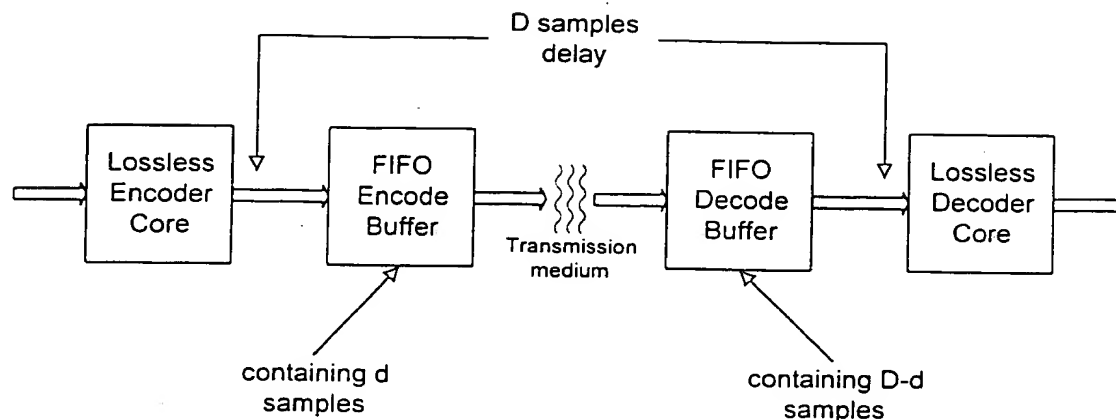 D samples
delay
Lossless
Encoder
Core
FIFO
Encode
Buffer
Transmission
medium
FIFO
Decode
Buffer
Lossless
Decoder
Core
containing d
samples
containing D-d
samples